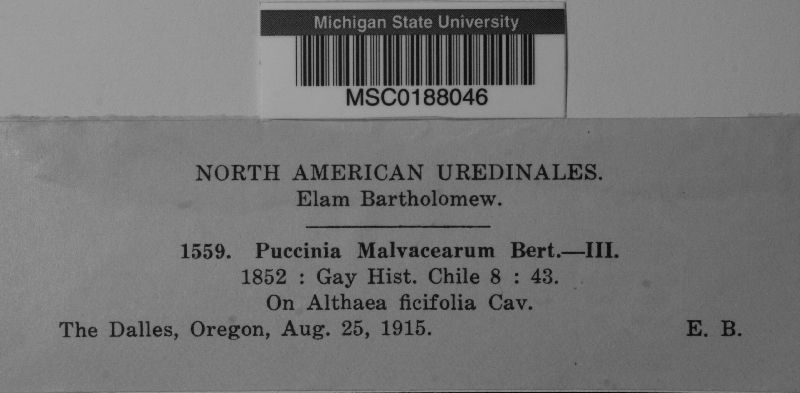 Michigan State University
MSC0188046
NORTH AMERICAN UREDINALES.
Elam Bartholomew.
1559. Puccinia Malvacearum Bert.—III.
1852 : Gay Hist. Chile 8 : 43.
On Althaea ficifolia Cav.
The Dalles, Oregon, Aug. 25, 1915. E. B.